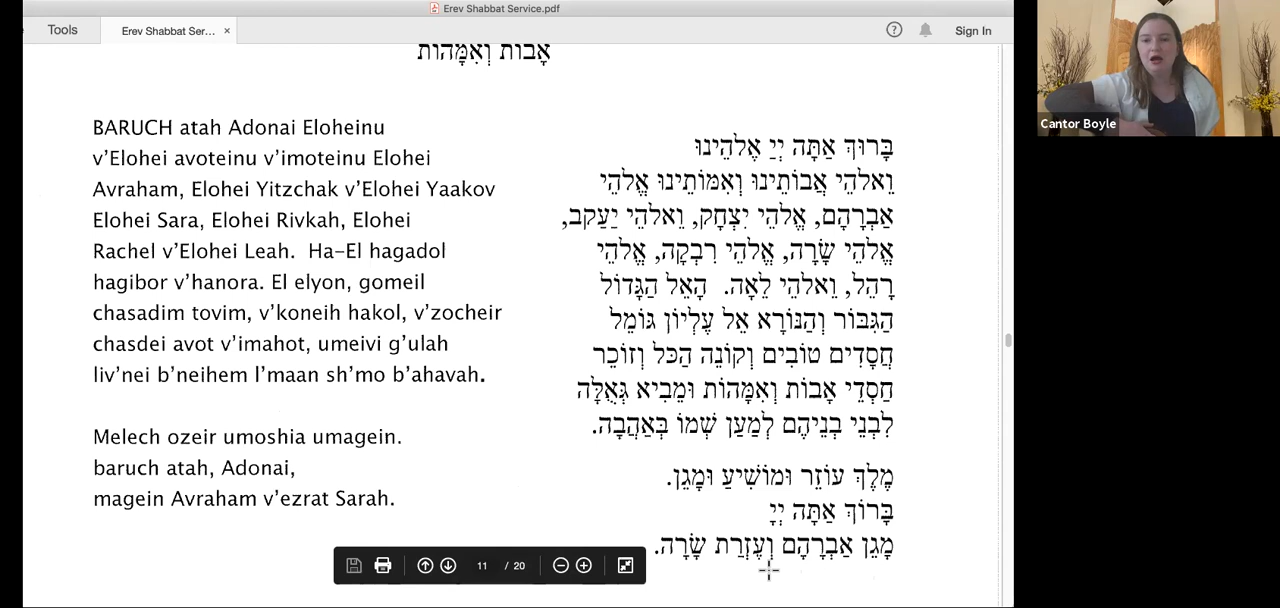 Erev Shabbat Service.pdf
Tools
Erev Shabbat Ser... ×
Sign In
אָבוֹת וְאִמָּהוֹת
BARUCH atah Adonai Eloheinu
v'Elohei avoteinu v'imoteinu Elohei
Avraham, Elohei Yitzchak v'Elohei Yaakov
Elohei Sara, Elohei Rivkah, Elohei
Rachel v'Elohei Leah. Ha-El hagadol
hagibor v'hanora. El elyon, gomeil
chasadim tovim, v'koneih hakol, v'zocheir
chasdei avot v'imahot, umeivi g'ulah
liv'nei b'neihem l'maan sh'mo b'ahavah.
Melech ozeir umoshia umagein.
baruch atah, Adonai,
magein Avraham v'ezrat Sarah.
בָּרוּךְ אַתָּה יְיָ אֱלֹהֵינוּ
וֵאלֹהֵי אֲבוֹתֵינוּ וְאִמּוֹתֵינוּ אֱלֹהֵי
אַבְרָהָם, אֱלֹהֵי יִצְחָק, וֵאלֹהֵי יַעֲקֹב,
אֱלֹהֵי שָׂרָה, אֱלֹהֵי רִבְקָה, אֱלֹהֵי
רָהֵל, וֵאלֹהֵי לֵאָה. הָאֵל הַגָּדוֹל
הַגִּבּוֹר וְהַנּוֹרָא אֵל עֶלְיוֹן גּוֹמֵל
חֲסָדִים טוֹבִים וְקוֹנֵה הַכֹּל וְזוֹכֵר
חַסְדֵי אָבוֹת וְאִמָּהוֹת וּמֵבִיא גְּאֻלָּה
לִבְנֵי בְנֵיהֶם לְמַעַן שְׁמוֹ בְּאַהֲבָה.
מֶלֶךְ עוֹזֵר וּמוֹשִׁיעַ וּמָגֵן.
בָּרוֹךְ אַתָּה יְיָ
מָגֵן אַבְרָהָם וְעֶזְרַת שָׂרָה.
11 / 20
Cantor Boyle